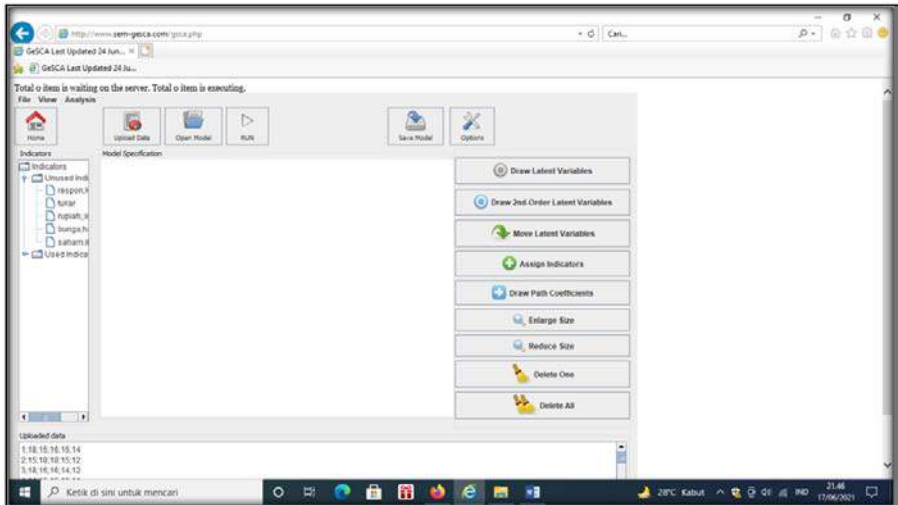 http://www.sem-gesca.com/gsca.php
Cari...
GeSCA Last Updated 24 Jun...
GeSCA Last Updated 24 Ju...
Total 0 item is waiting on the server. Total 0 item is executing.
File View Analysis
Home
Upload Data
Open Model
RUN
Save Model
Options
Indicators
Model Specification
Indicators
Unused Indi
respon,k
tukar
rupiah_i
bunga,h
saham,k
Used Indica
Draw Latent Variables
Draw 2nd-Order Latent Variables
Move Latent Variables
Assign Indicators
Draw Path Coefficients
Enlarge Size
Reduce Size
Delete One
Delete All
Uploaded data
1;18,16,16,15,14
2;15,18,18,15,12
3;18,16,16,14,12
Ketik di sini untuk mencari
28°C Kabut
IND
21.46
17/06/2021